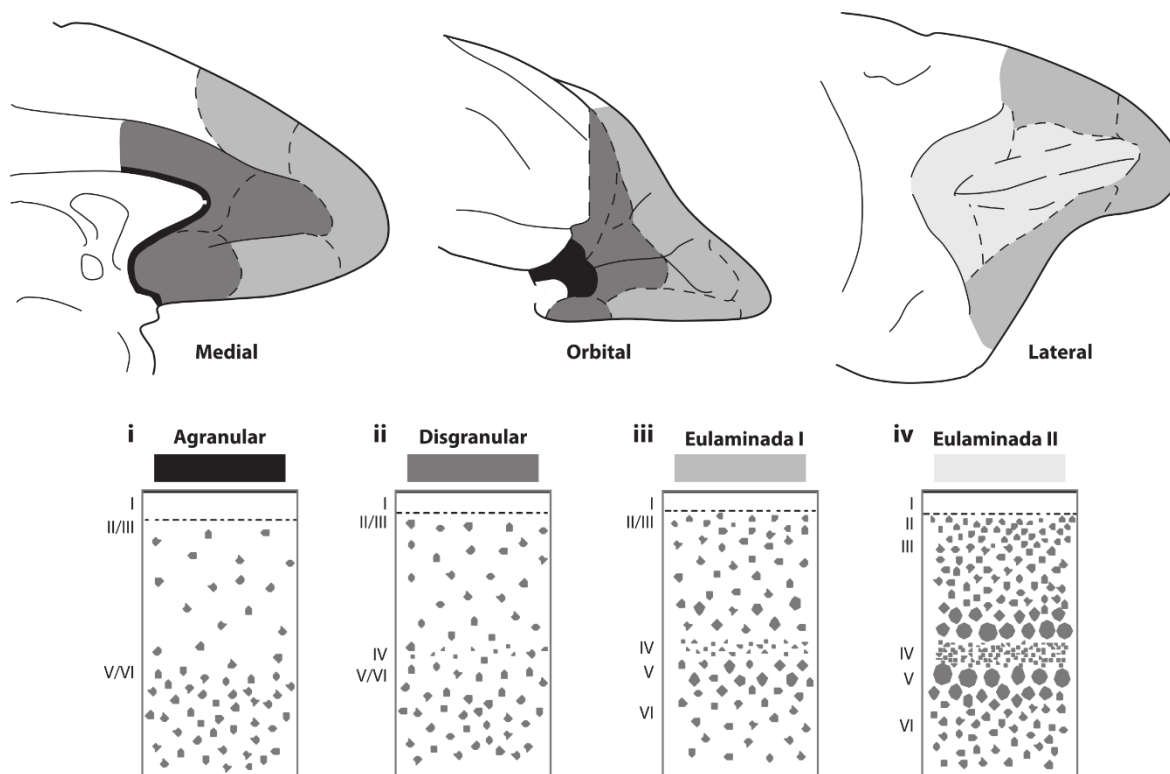 Medial
Orbital
Lateral
i Agranular
I
II/III
V/VI
ii Disgranular
I
II/III
IV
V/VI
iii Eulaminada I
I
II/III
IV
V
VI
iv Eulaminada II
I
II
III
IV
V
VI